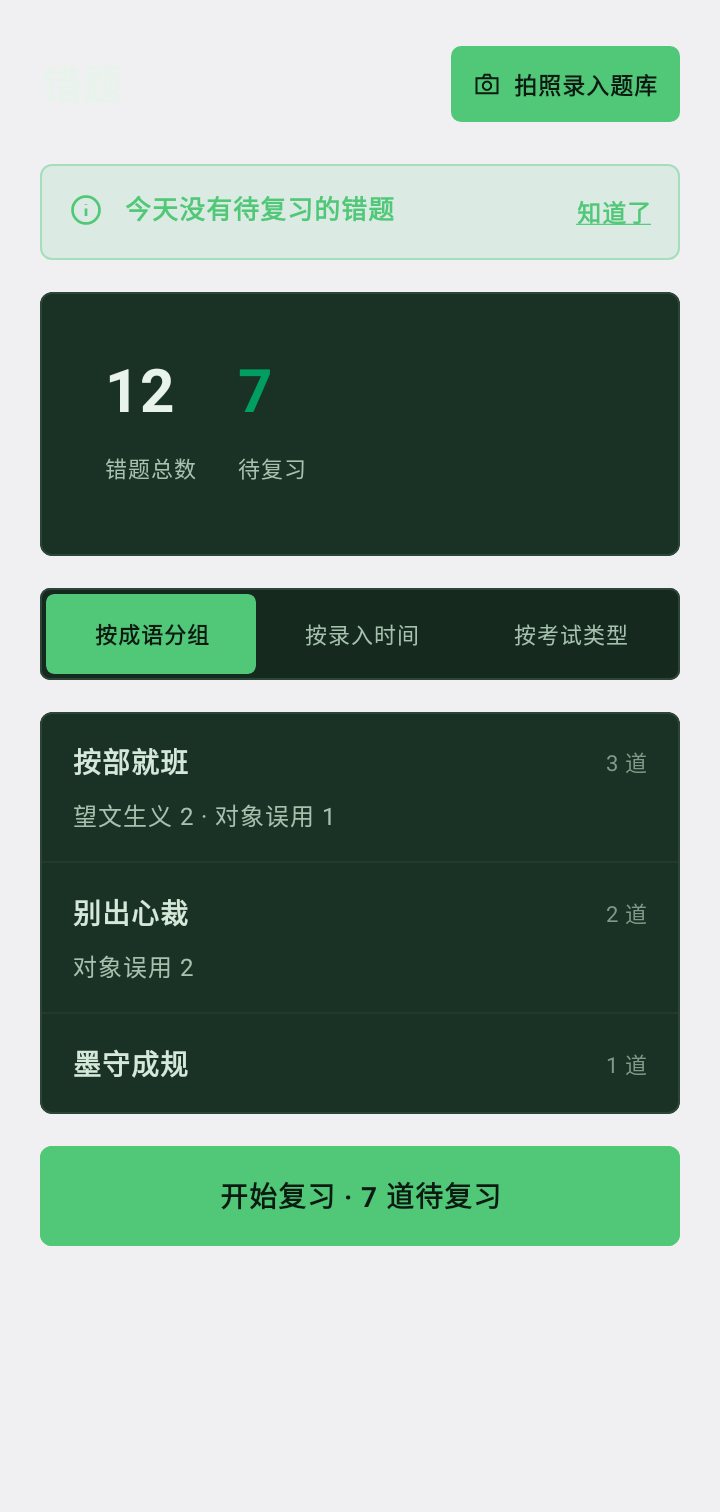 拍照录入题库
今天没有待复习的错题
知道了
12
7
错题总数
待复习
按成语分组
按录入时间
按考试类型
按部就班
3 道
望文生义 2 · 对象误用 1
别出心裁
2 道
对象误用 2
墨守成规
1 道
开始复习 · 7 道待复习